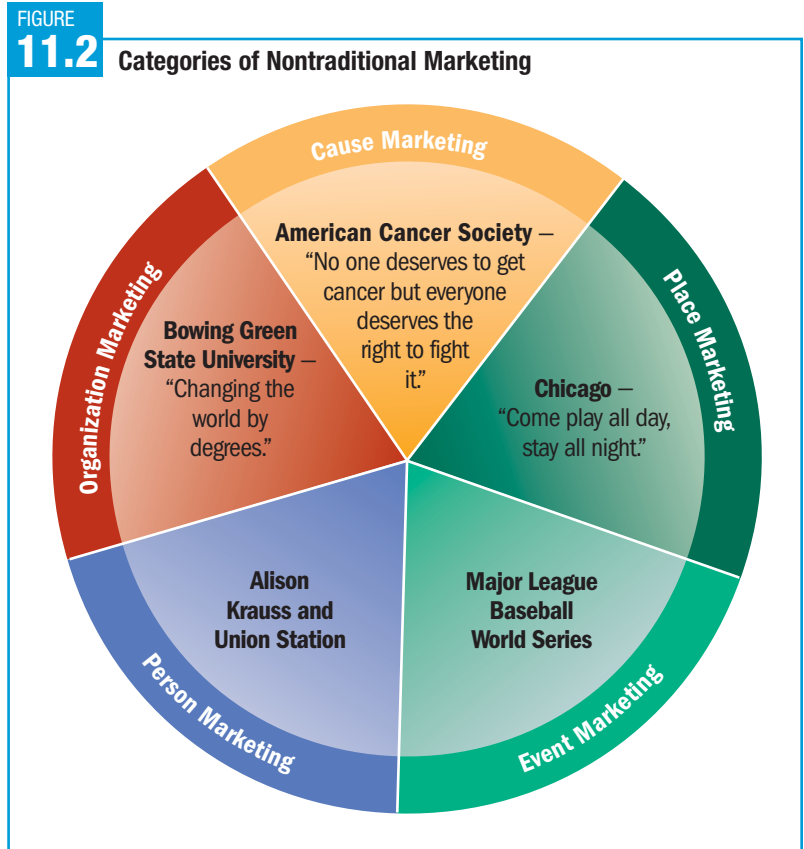 FIGURE
11.2
Categories of Nontraditional Marketing
Cause Marketing
American Cancer Society –
“No one deserves to get
cancer but everyone
deserves the
right to fight
it.”
Place Marketing
Chicago –
“Come play all day,
stay all night.”
Event Marketing
Major League
Baseball
World Series
Person Marketing
Alison
Krauss and
Union Station
Organization Marketing
Bowing Green
State University –
“Changing the
world by
degrees.”